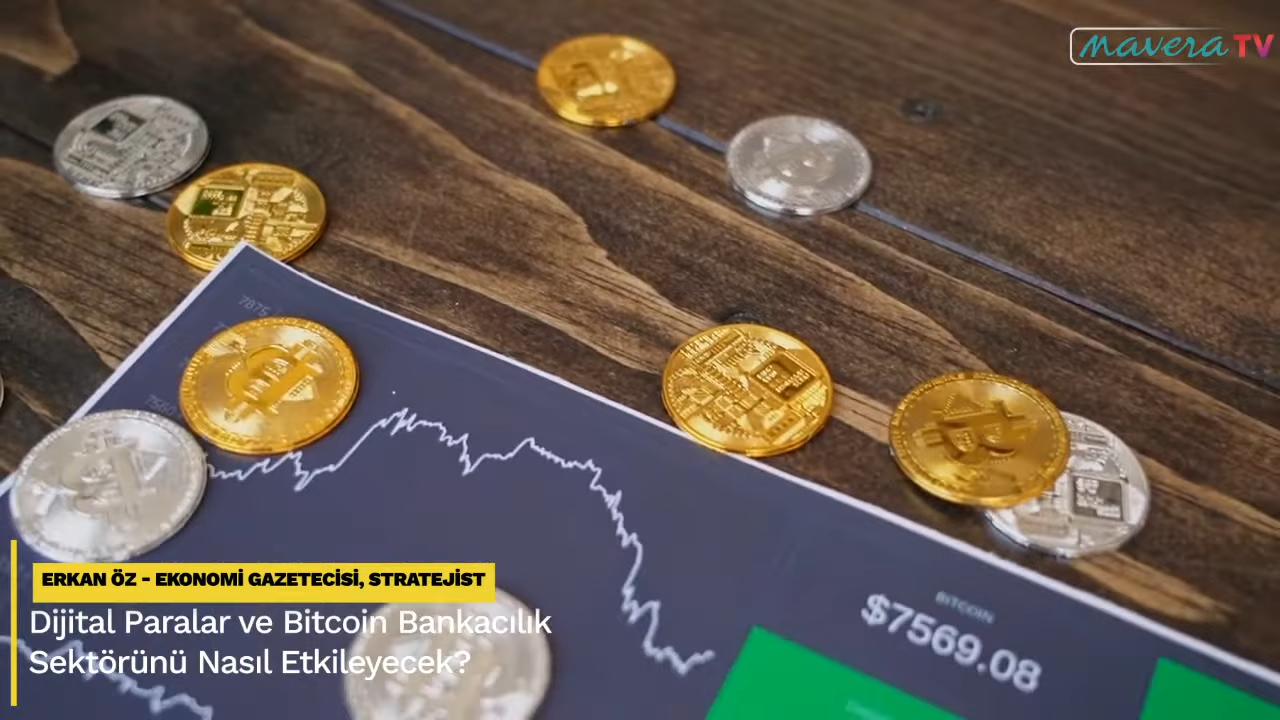 Mavera TV
7875
BITCOIN
$7569.08
ERKAN ÖZ - EKONOMİ GAZETECİSİ, STRATEJİST
Dijital Paralar ve Bitcoin Bankacılık
Sektörünü Nasıl Etkileyecek?